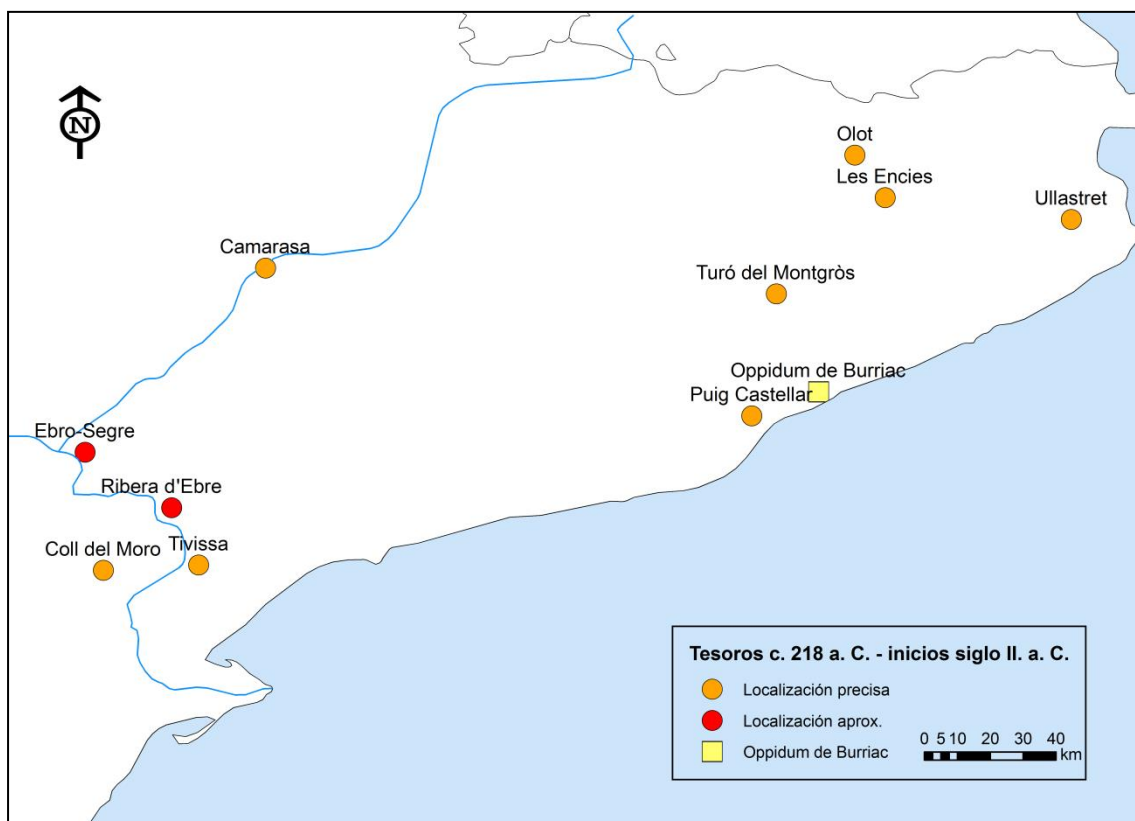 N
Olot
Les Encies
Ullastret
Camarasa
Turó del Montgròs
Oppidum de Burriac
Puig Castellar
Ebro-Segre
Ribera d'Ebre
Coll del Moro
Tivissa
Tesoros c. 218 a. C. - inicios siglo II. a. C.
Localización precisa
Localización aprox.
Oppidum de Burriac
0 5 10 20 30 40
km